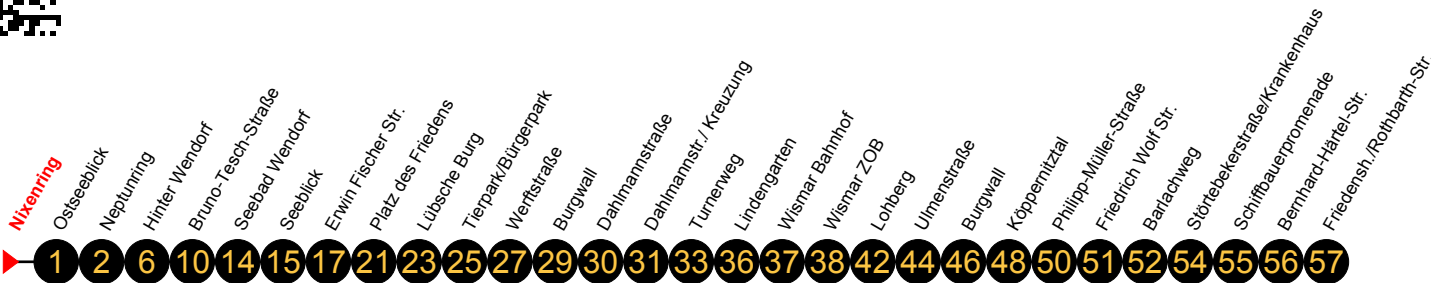 Nixenring
Ostseeblick
Neptunring
Hinter Wendorf
Bruno-Tesch-Straße
Seebad Wendorf
Seeblick
Erwin Fischer Str.
Platz des Friedens
Lübsche Burg
Tierpark/Bürgerpark
Werftstraße
Burgwall
Dahlmannstraße
Dahlmannstr./ Kreuzung
Turnerweg
Lindengarten
Wismar Bahnhof
Wismar ZOB
Lohberg
Ulmenstraße
Burgwall
Köppernitztal
Philipp-Müller-Straße
Friedrich Wolf Str.
Barlachweg
Störtebekerstraße/Krankenhaus
Schiffbauerpromenade
Bernhard-Härtel-Str.
Friedensh./Rothbarth-Str
1 2 6 10 14 15 17 21 23 25 27 29 30 31 33 36 37 38 42 44 46 48 50 51 52 54 55 56 57